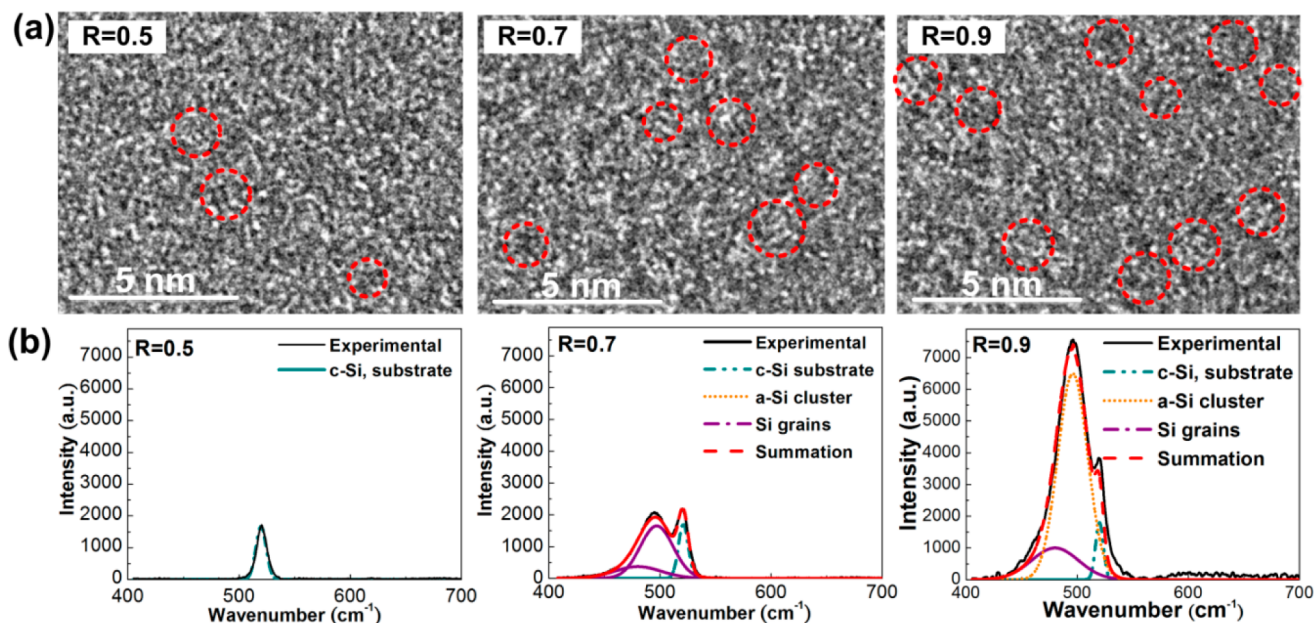 (a)
R=0.5
R=0.7
R=0.9
5 nm
5 nm
5 nm
(b)
R=0.5
Experimental
c-Si, substrate
7000
6000
5000
4000
3000
2000
1000
0
Intensity (a.u.)
400
500
600
700
Wavenumber (cm⁻¹)
R=0.7
Experimental
c-Si substrate
a-Si cluster
Si grains
Summation
7000
6000
5000
4000
3000
2000
1000
0
Intensity (a.u.)
400
500
600
700
Wavenumber (cm⁻¹)
R=0.9
Experimental
c-Si, substrate
a-Si cluster
Si grains
Summation
7000
6000
5000
4000
3000
2000
1000
0
Intensity (a.u.)
400
500
600
700
Wavenumber (cm⁻¹)